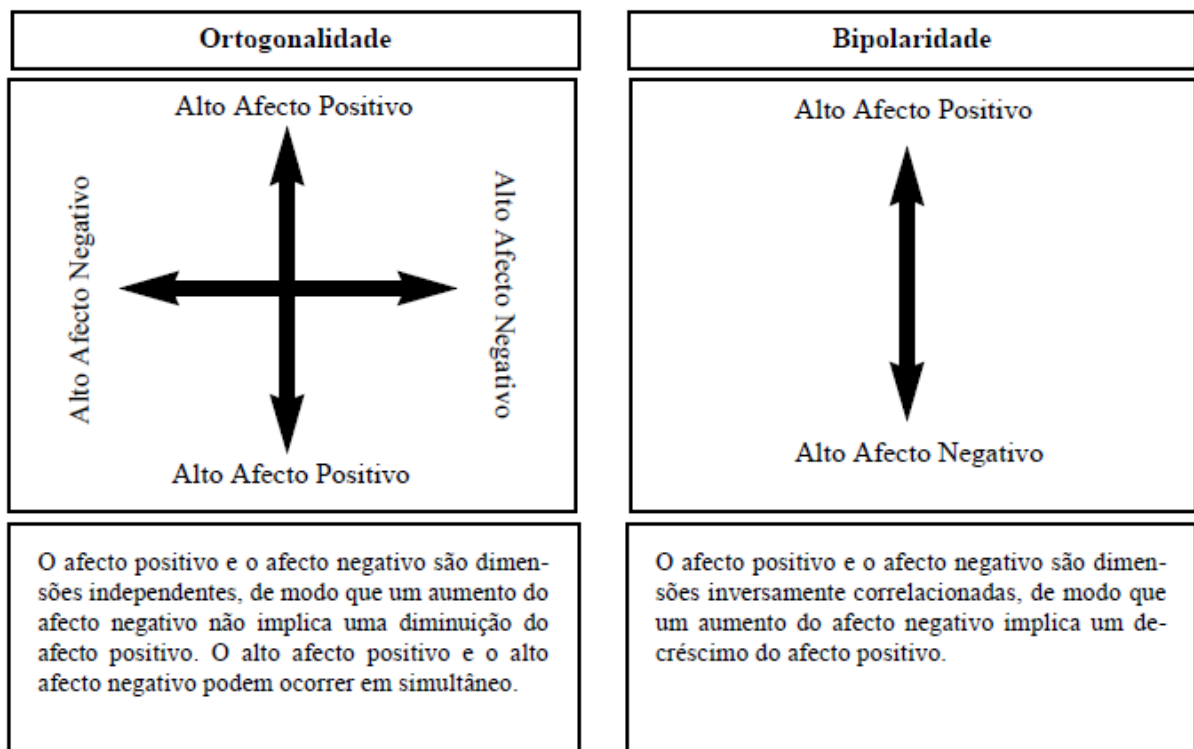 Ortogonalidade
Alto Afecto Positivo
Alto Afecto Negativo
Alto Afecto Negativo
Alto Afecto Positivo
O afecto positivo e o afecto negativo são dimen-
sões independentes, de modo que um aumento do
afecto negativo não implica uma diminuição do
afecto positivo. O alto afecto positivo e o alto
afecto negativo podem ocorrer em simultâneo.
Bipolaridade
Alto Afecto Positivo
Alto Afecto Negativo
O afecto positivo e o afecto negativo são dimen-
sões inversamente correlacionadas, de modo que
um aumento do afecto negativo implica um de-
créscimo do afecto positivo.